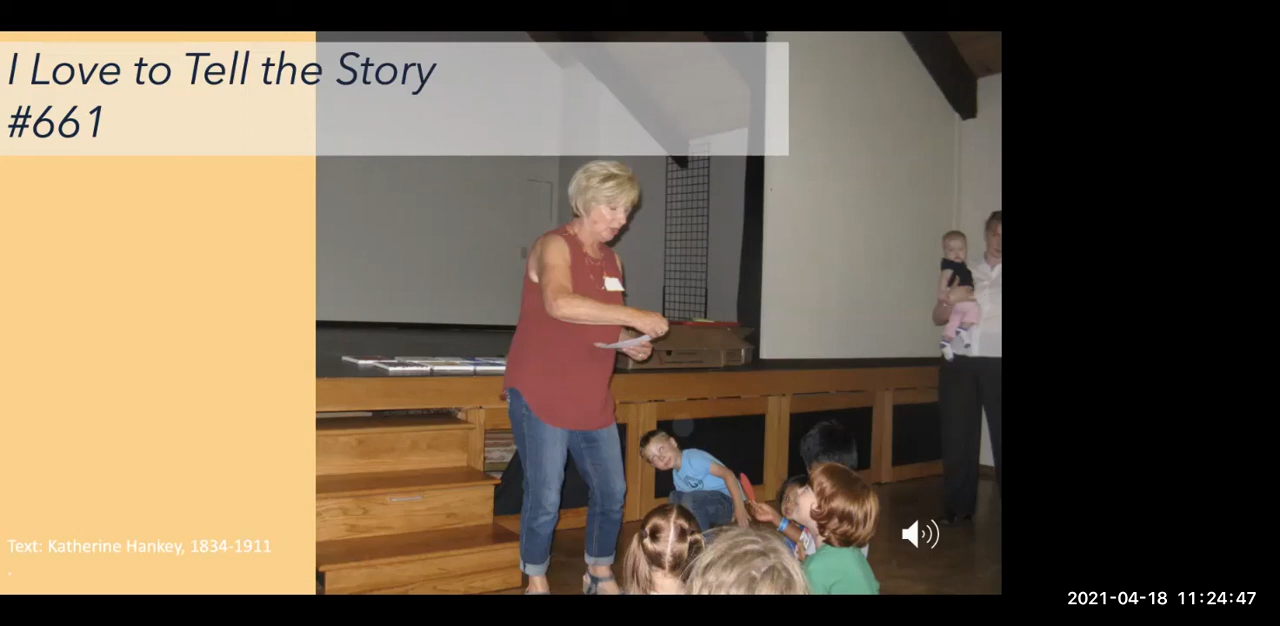 I Love to Tell the Story
#661
Text: Katherine Hankey, 1834-1911
.
2021-04-18 11:24:47